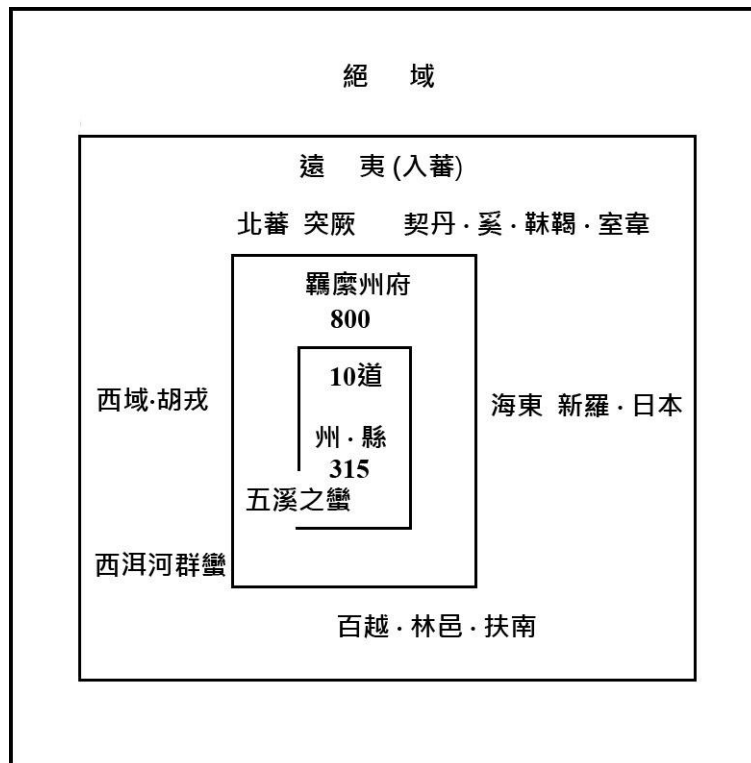 絕 域
遠 夷 (入蕃)
北蕃 突厥 契丹·奚·靺鞨·室韋
羈縻州府
800
10道
西域·胡戎
海東 新羅·日本
州·縣
315
五溪之蠻
西洱河群蠻
百越·林邑·扶南